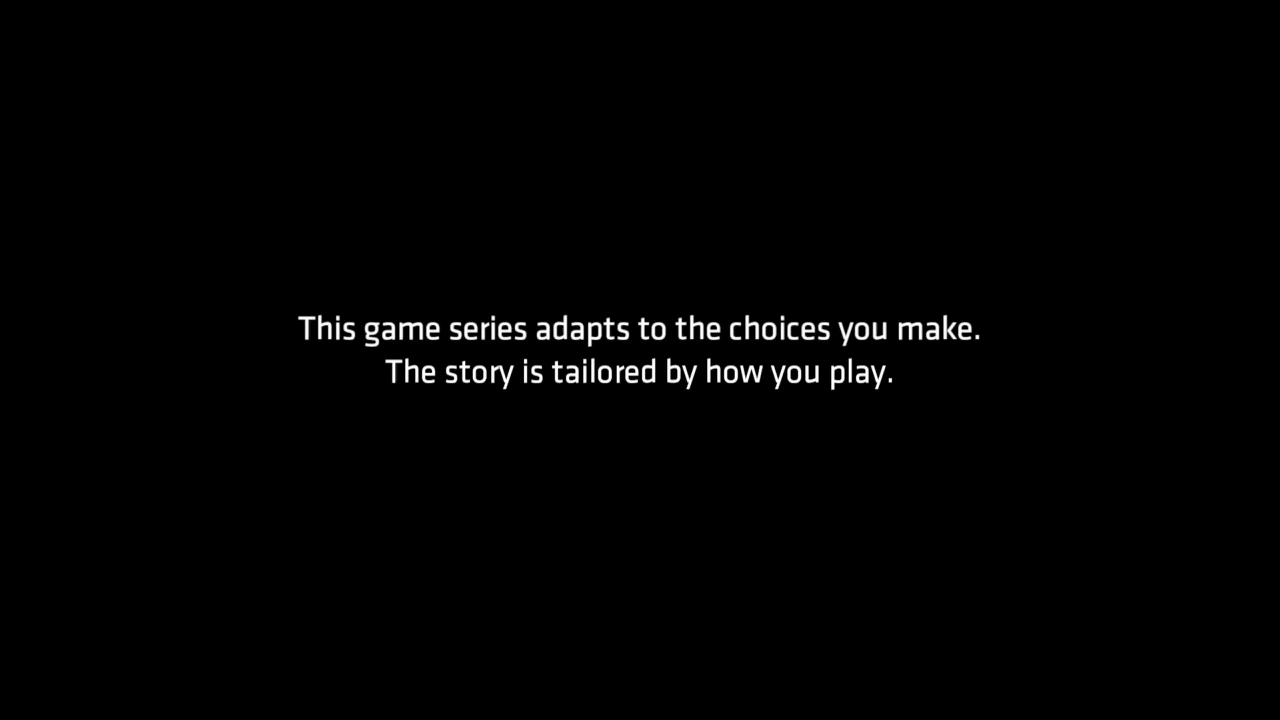 This game series adapts to the choices you make.
The story is tailored by how you play.